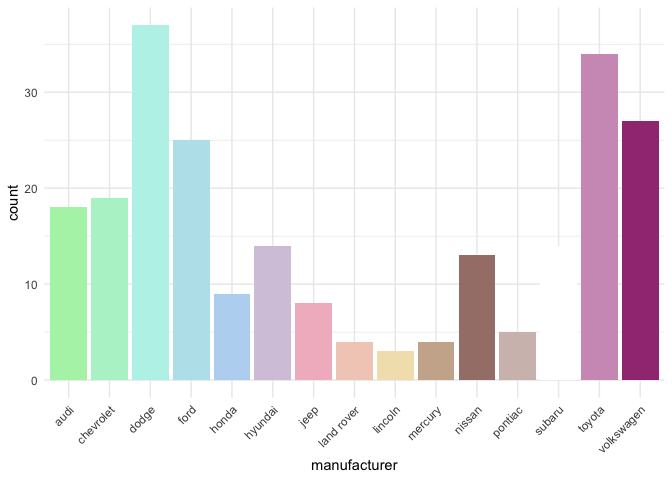 count
30
20
10
0
audi
chevrolet
dodge
ford
honda
hyundai
jeep
land rover
lincoln
mercury
nissan
pontiac
subaru
toyota
volkswagen
manufacturer